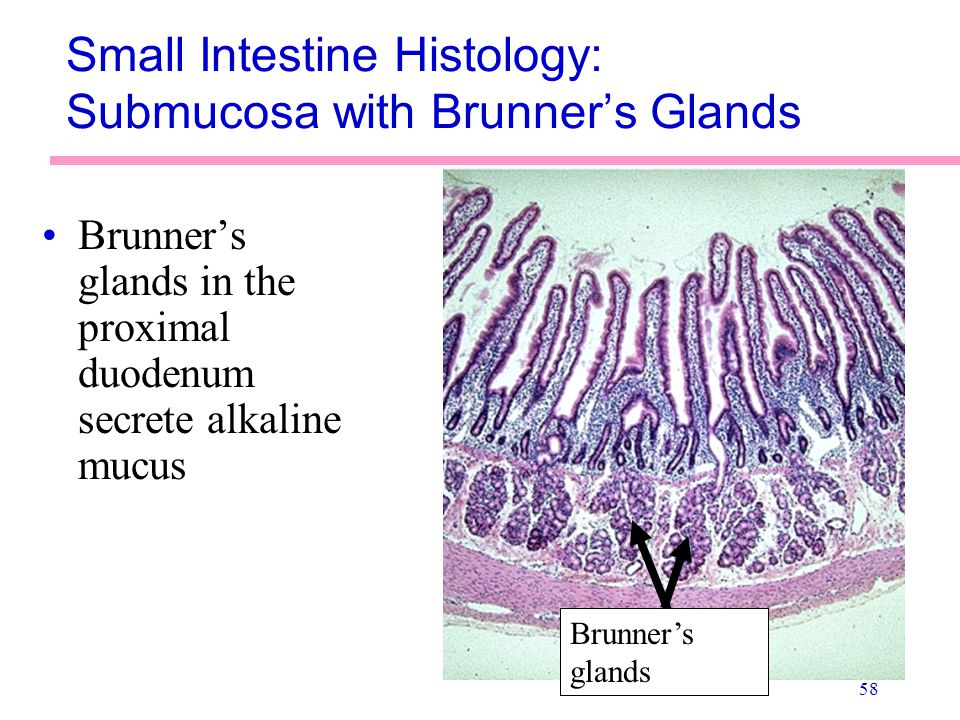 Small Intestine Histology:
Submucosa with Brunner’s Glands
• Brunner’s
glands in the
proximal
duodenum
secrete alkaline
mucus
Brunner’s
glands
58